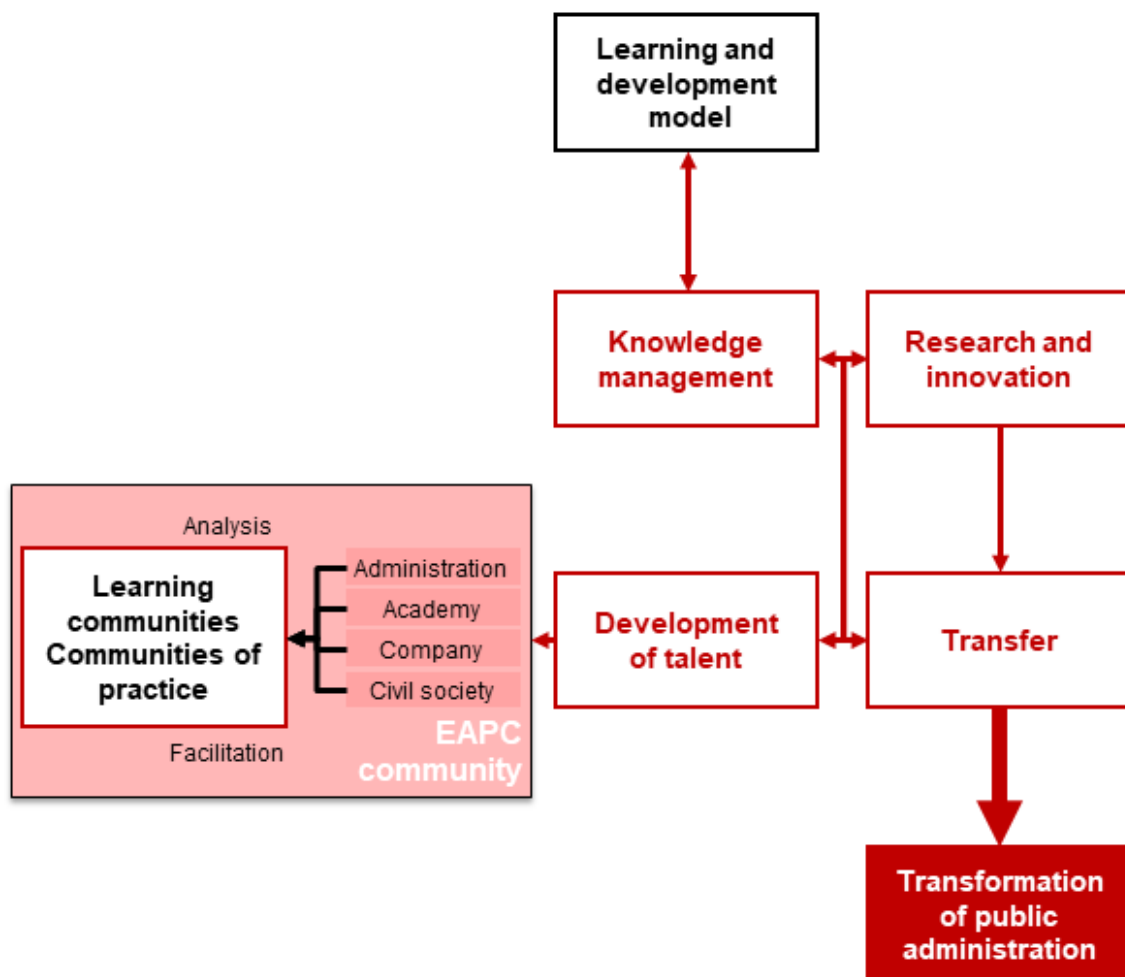 Learning and
development
model
Knowledge
management
Research and
innovation
Analysis
Learning
communities
Communities of
practice
Administration
Academy
Company
Civil society
Facilitation
EAPC
community
Development
of talent
Transfer
Transformation
of public
administration